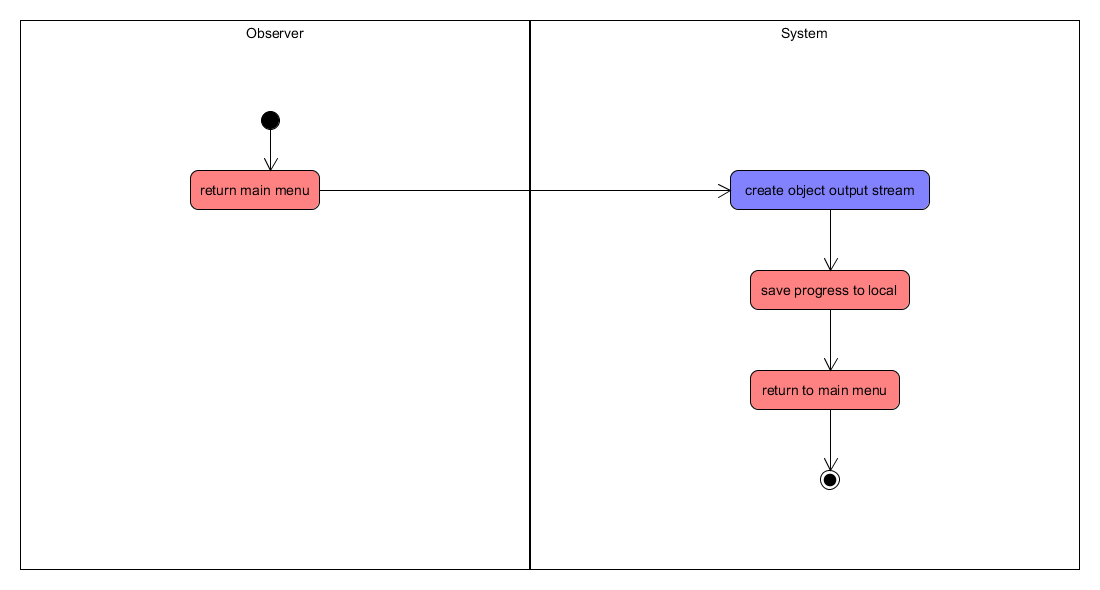 Observer
System
return main menu
create object output stream
save progress to local
return to main menu